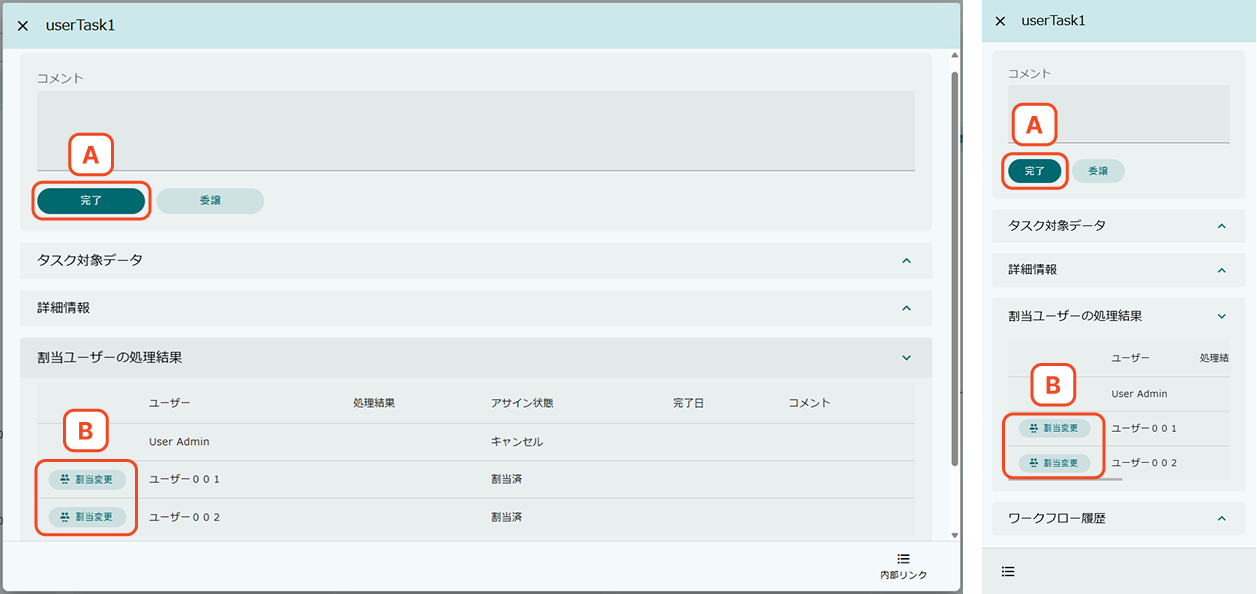 userTask1
コメント
A
完了 委譲
タスク対象データ
詳細情報
割当ユーザーの処理結果
ユーザー 処理結果 アサイン状態 完了日 コメント
B
User Admin キャンセル
割当変更 ユーザー００１ 割当済
割当変更 ユーザー００２ 割当済
内部リンク
userTask1
コメント
A
完了 委譲
タスク対象データ
詳細情報
割当ユーザーの処理結果
ユーザー 処理結
B
User Admin
割当変更 ユーザー００１
割当変更 ユーザー００２
ワークフロー履歴